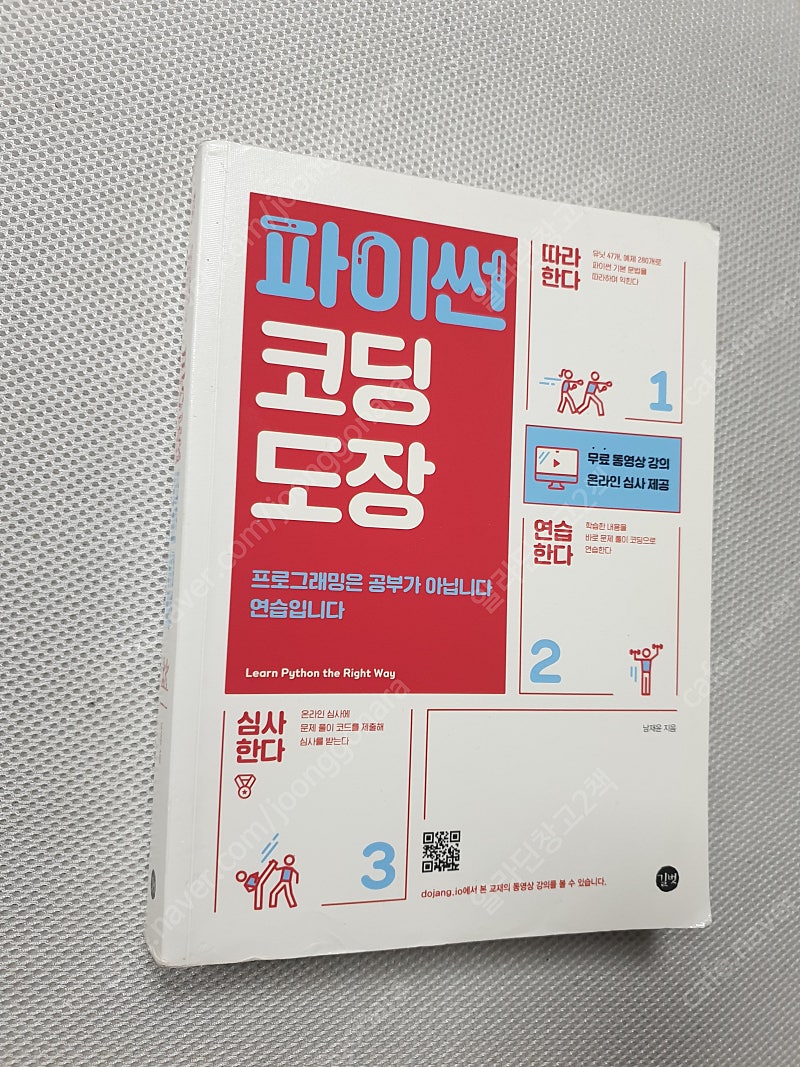 파이썬
코딩
도장
프로그래밍은 공부가 아닙니다
연습입니다
Learn Python the Right Way
따라
한다
유닛 47개, 예제 280개로
파이썬 기본 문법을
따라하며 익힌다
1
무료 동영상 강의
온라인 심사 제공
연습
한다
학습한 내용을
바로 문제 풀이 코딩으로
연습한다
2
심사
한다
온라인 심사에
문제 풀이 코드를 제출해
심사를 받는다
3
남재윤 지음
dojang.io에서 본 교재의 동영상 강의를 볼 수 있습니다.
길벗
cafe.naver.com/joonggonara